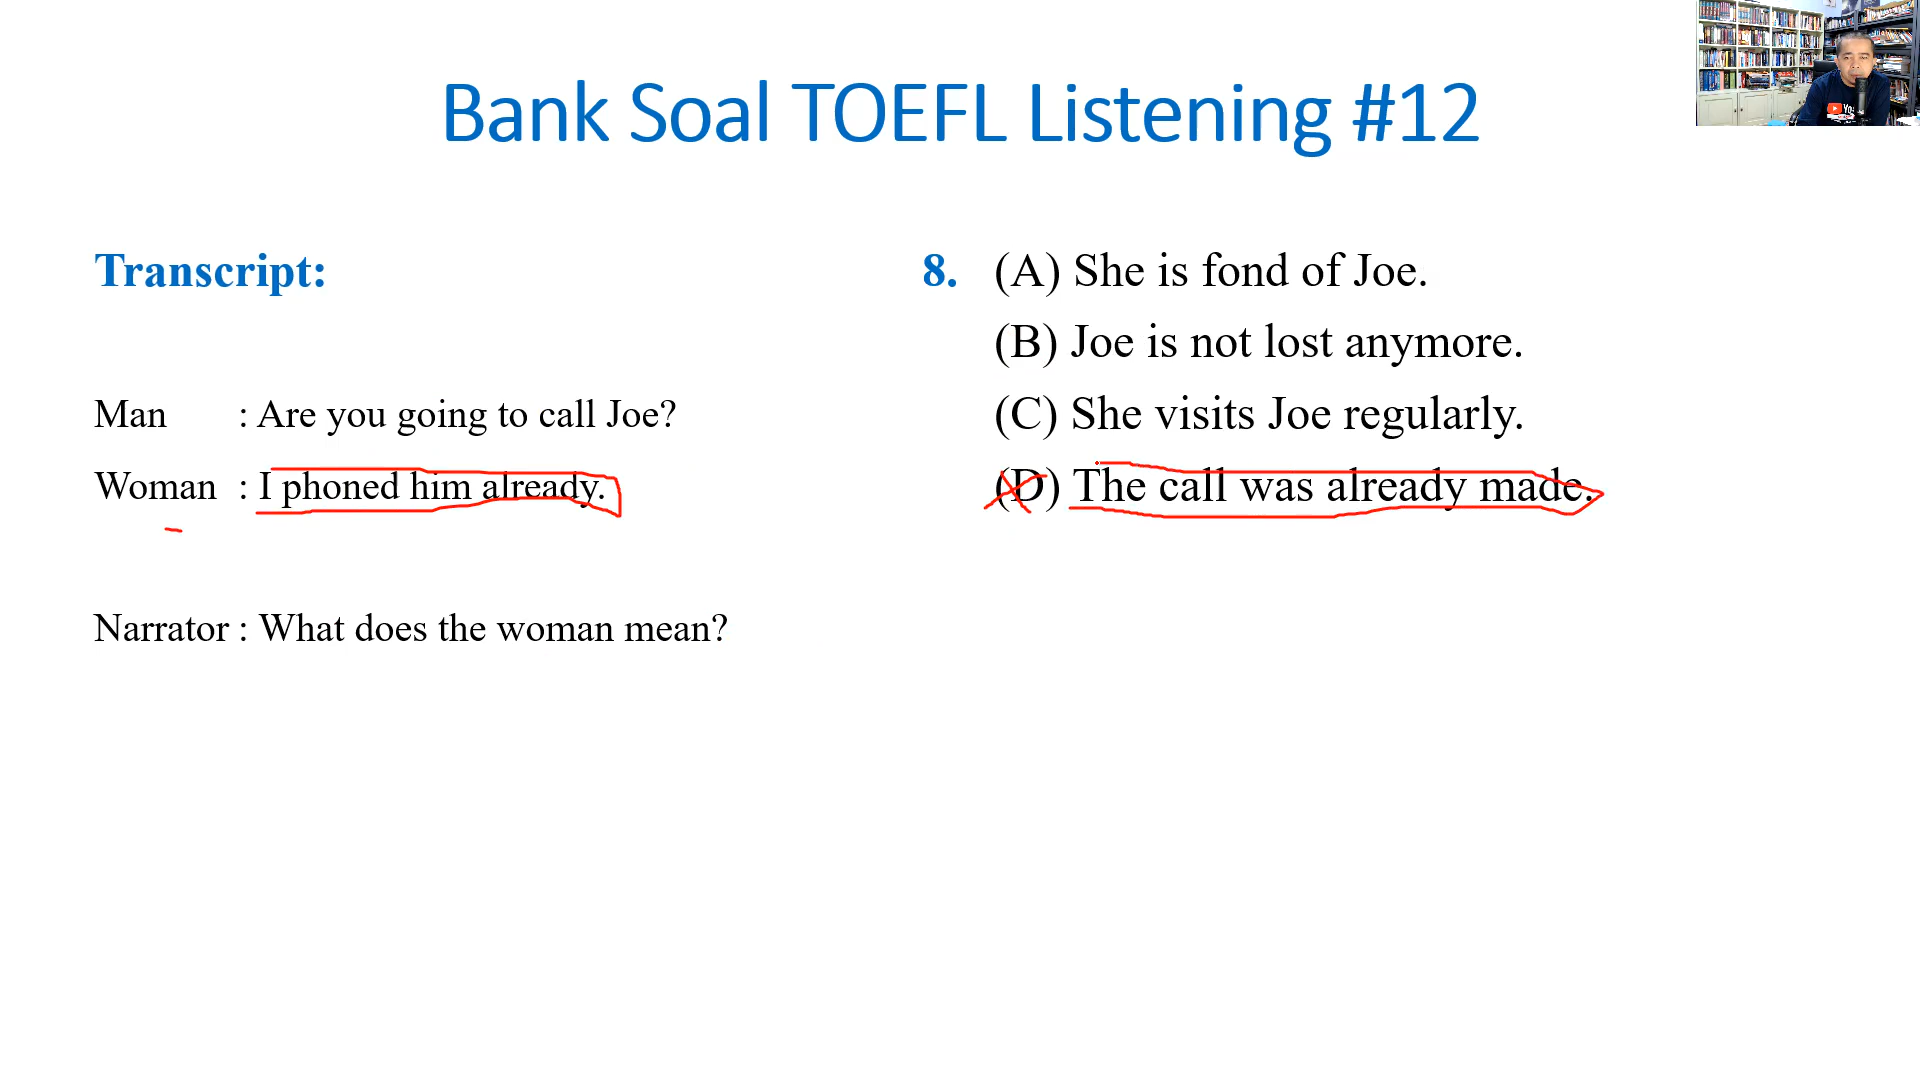 Bank Soal TOEFL Listening #12
Transcript:
Man : Are you going to call Joe?
Woman : I phoned him already.
Narrator : What does the woman mean?
8. (A) She is fond of Joe.
(B) Joe is not lost anymore.
(C) She visits Joe regularly.
(D) The call was already made.